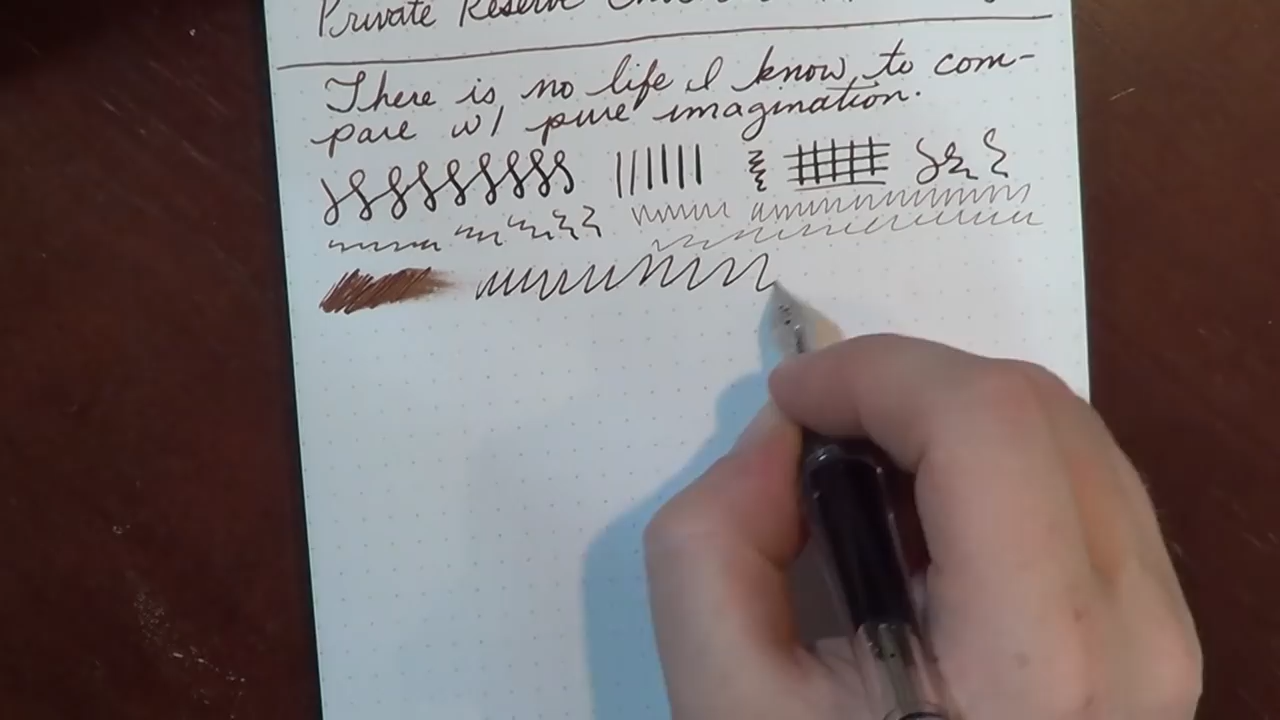 Private Reserve
There is no life I know to com-
pare w/ pure imagination.